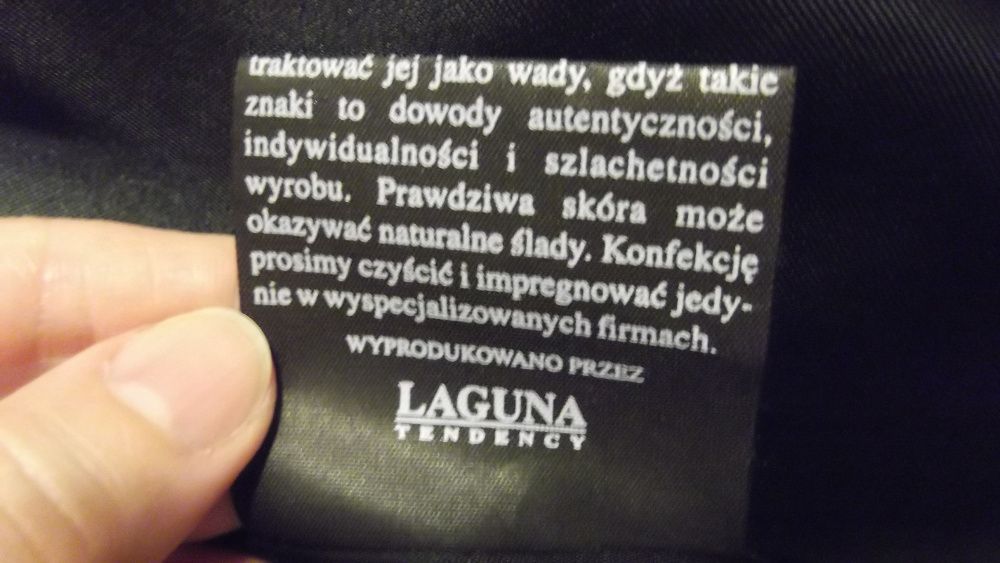 traktować jej jako wady, gdyż takie
znaki to dowody autentyczności,
indywidualności i szlachetności
wyrobu. Prawdziwa skóra może
okazywać naturalne ślady. Konfekcję
prosimy czyścić i impregnować jedy-
nie w wyspecjalizowanych firmach.
WYPRODUKOWANO PRZEZ
LAGUNA
TENDENCY